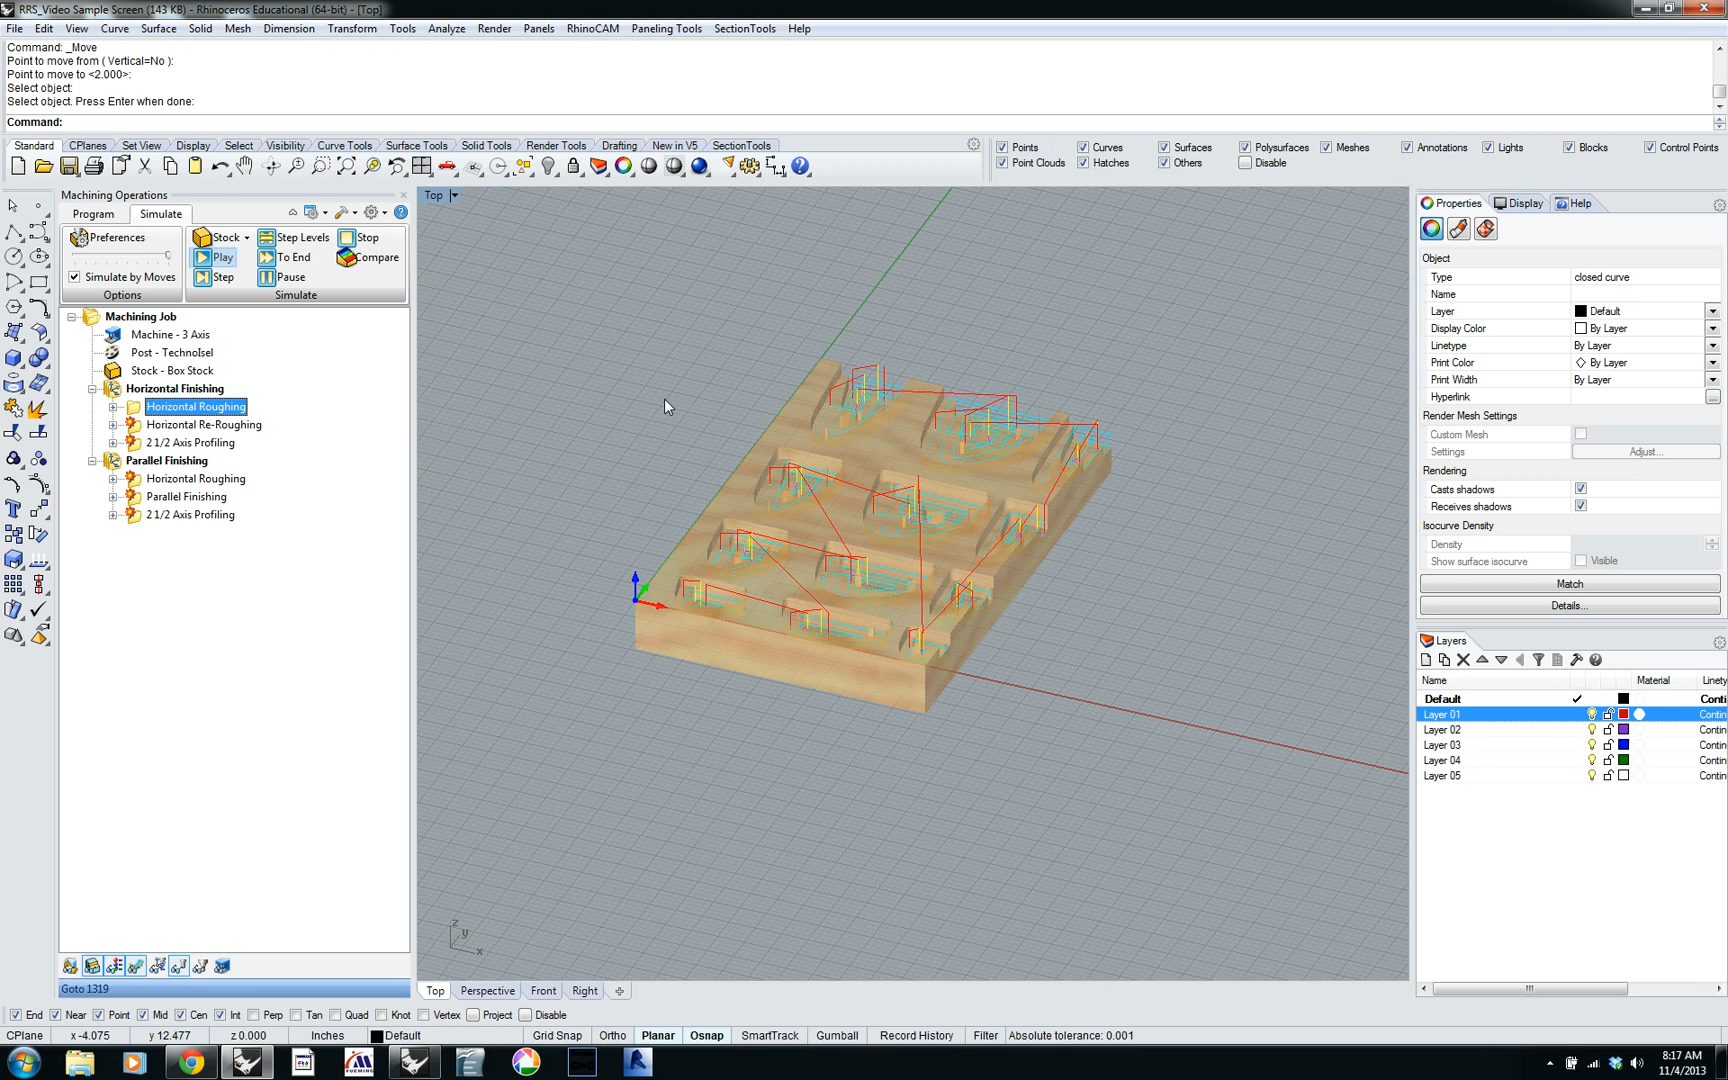 RRS_Video Sample Screen (143 KB) - Rhinoceros Educational (64-bit) - [Top]
File Edit View Curve Surface Solid Mesh Dimension Transform Tools Analyze Render Panels RhinoCAM Paneling Tools SectionTools Help
Command: _Move
Point to move from ( Vertical=No ):
Point to move to <2.000>:
Select object:
Select object. Press Enter when done:
Command:
Standard CPlanes Set View Display Select Visibility Curve Tools Surface Tools Solid Tools Render Tools Drafting New in V5 SectionTools
Points Curves Surfaces Polysurfaces Meshes Annotations Lights Blocks Control Points
Point Clouds Hatches Others Disable
Machining Operations
Program Simulate
Preferences Stock Step Levels Stop
Play To End Compare
Simulate by Moves Step Pause
Options Simulate
Machining Job
Machine - 3 Axis
Post - TechnoIsel
Stock - Box Stock
Horizontal Finishing
Horizontal Roughing
Horizontal Re-Roughing
2 1/2 Axis Profiling
Parallel Finishing
Horizontal Roughing
Parallel Finishing
2 1/2 Axis Profiling
Goto 1319
Top
z
y
x
Top Perspective Front Right
Properties Display Help
Object
Type closed curve
Name
Layer Default
Display Color By Layer
Linetype By Layer
Print Color By Layer
Print Width By Layer
Hyperlink ...
Render Mesh Settings
Custom Mesh
Settings Adjust...
Rendering
Casts shadows
Receives shadows
Isocurve Density
Density
Show surface isocurve Visible
Match
Details...
Layers
Name Material Linety
Default Conti
Layer 01 Contin
Layer 02 Contin
Layer 03 Contin
Layer 04 Contin
Layer 05 Contin
End Near Point Mid Cen Int Perp Tan Quad Knot Vertex Project Disable
CPlane x -4.075 y 12.477 z 0.000 Inches Default Grid Snap Ortho Planar Osnap SmartTrack Gumball Record History Filter Absolute tolerance: 0.001
8:17 AM
11/4/2013